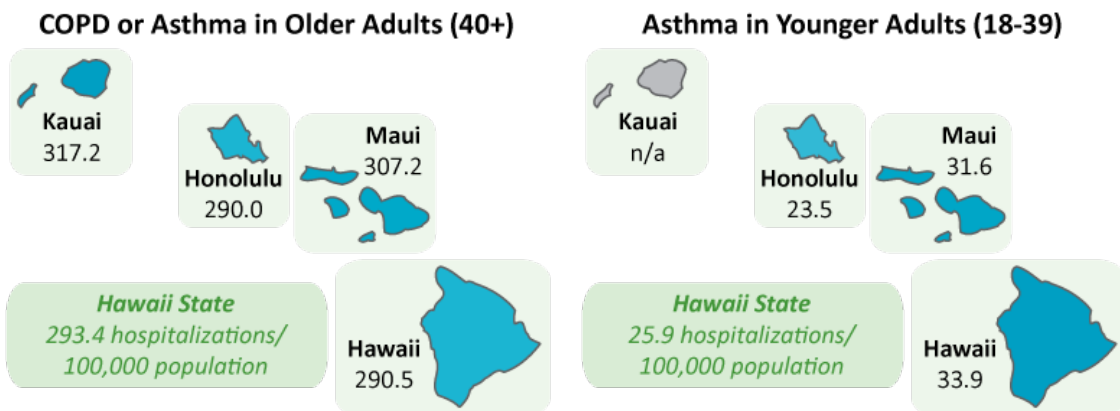 COPD or Asthma in Older Adults (40+)
Kauai
317.2
Honolulu
290.0
Maui
307.2
Hawaii State
293.4 hospitalizations/
100,000 population
Hawaii
290.5
Asthma in Younger Adults (18-39)
Kauai
n/a
Honolulu
23.5
Maui
31.6
Hawaii State
25.9 hospitalizations/
100,000 population
Hawaii
33.9